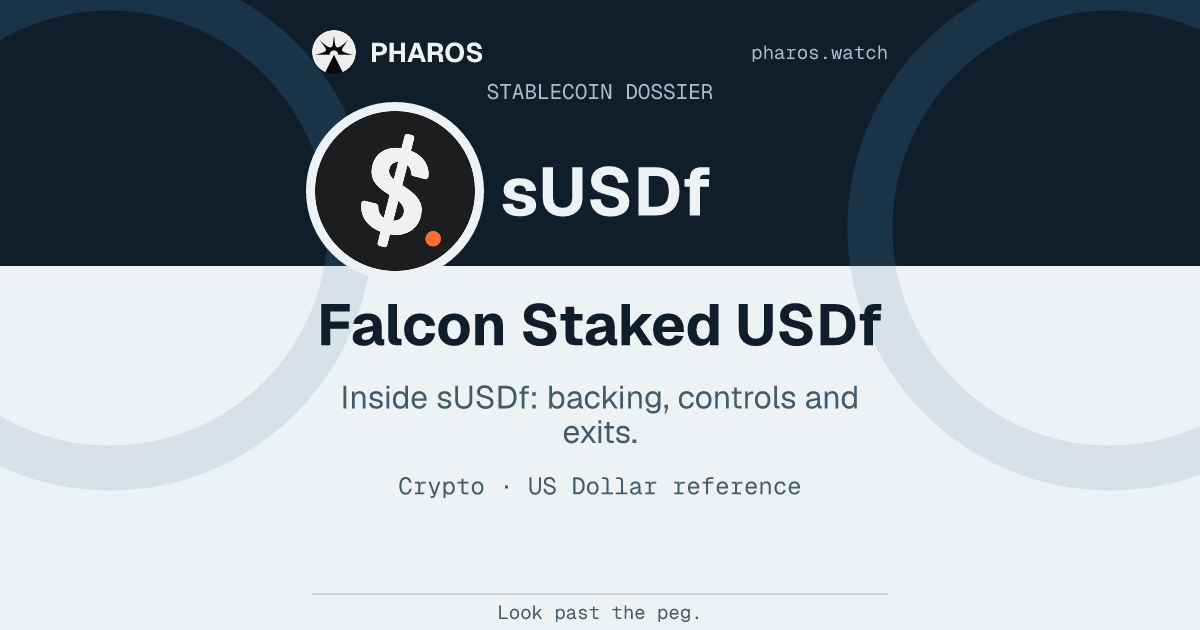 PHAROS
pharos.watch
STABLECOIN DOSSIER
$
sUSDf
Falcon Staked USDf
Inside sUSDf: backing, controls and
exits.
Crypto · US Dollar reference
Look past the peg.